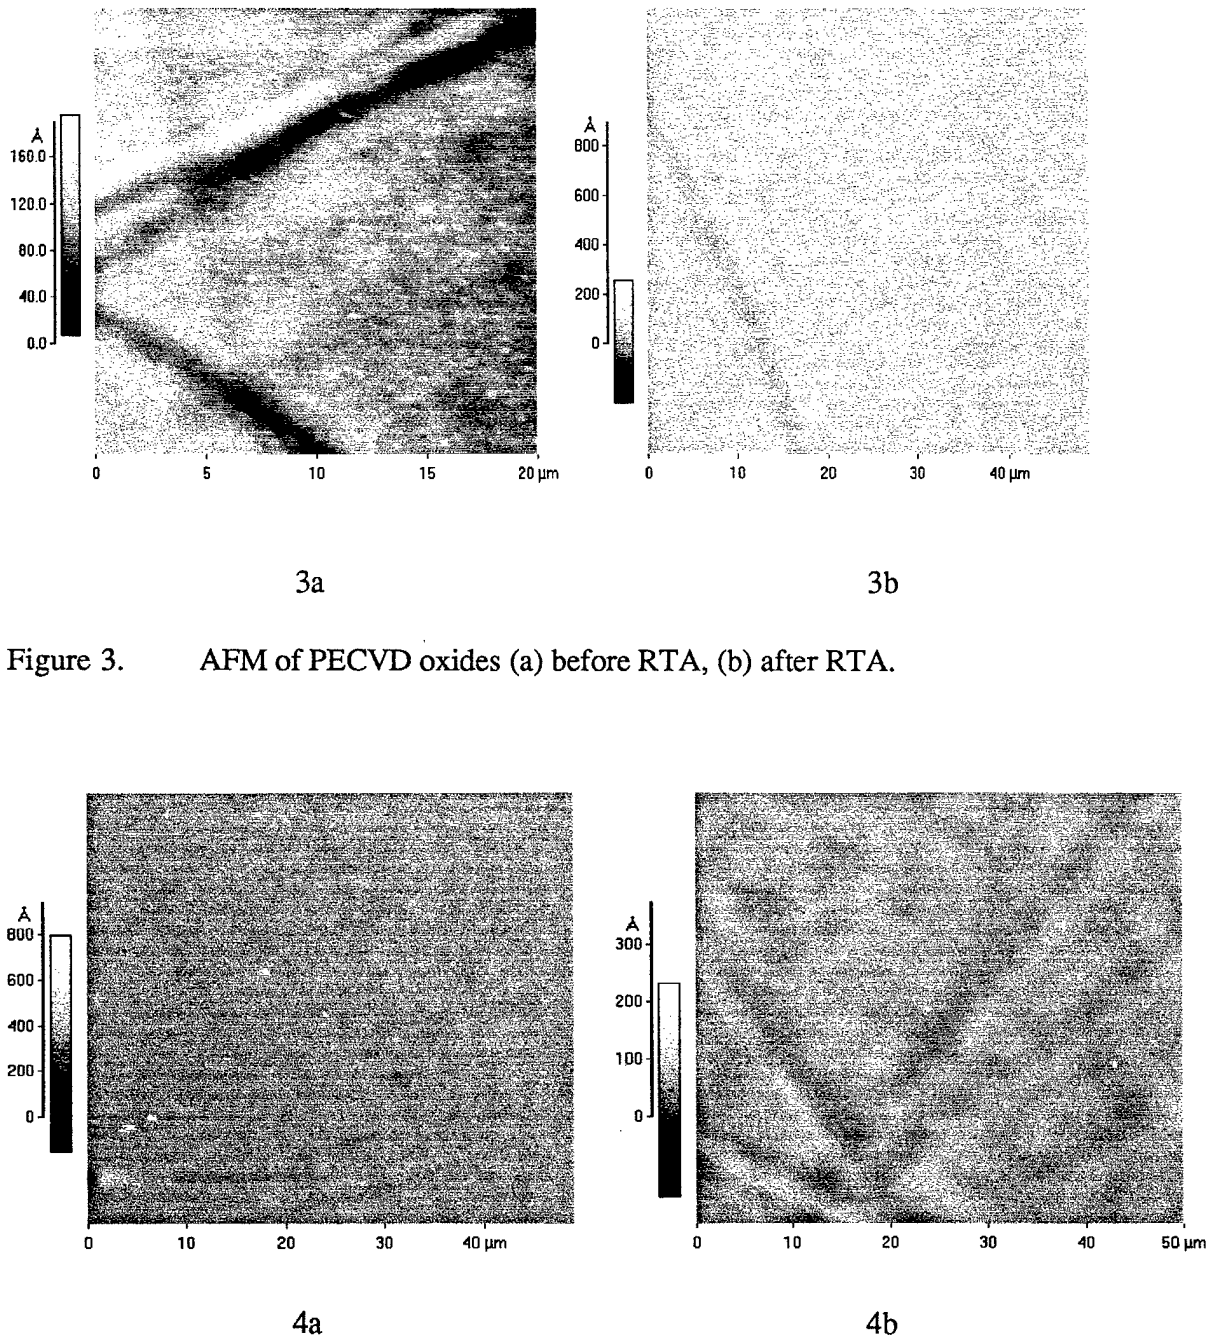 Å
160.0
120.0
80.0
40.0
0.0
0 5 10 15 20 µm
Å
800
600
400
200
0
0 10 20 30 40 µm
3a 3b
Figure 3. AFM of PECVD oxides (a) before RTA, (b) after RTA.
Å
800
600
400
200
0
0 10 20 30 40 µm
Å
300
200
100
0
0 10 20 30 40 50 µm
4a 4b